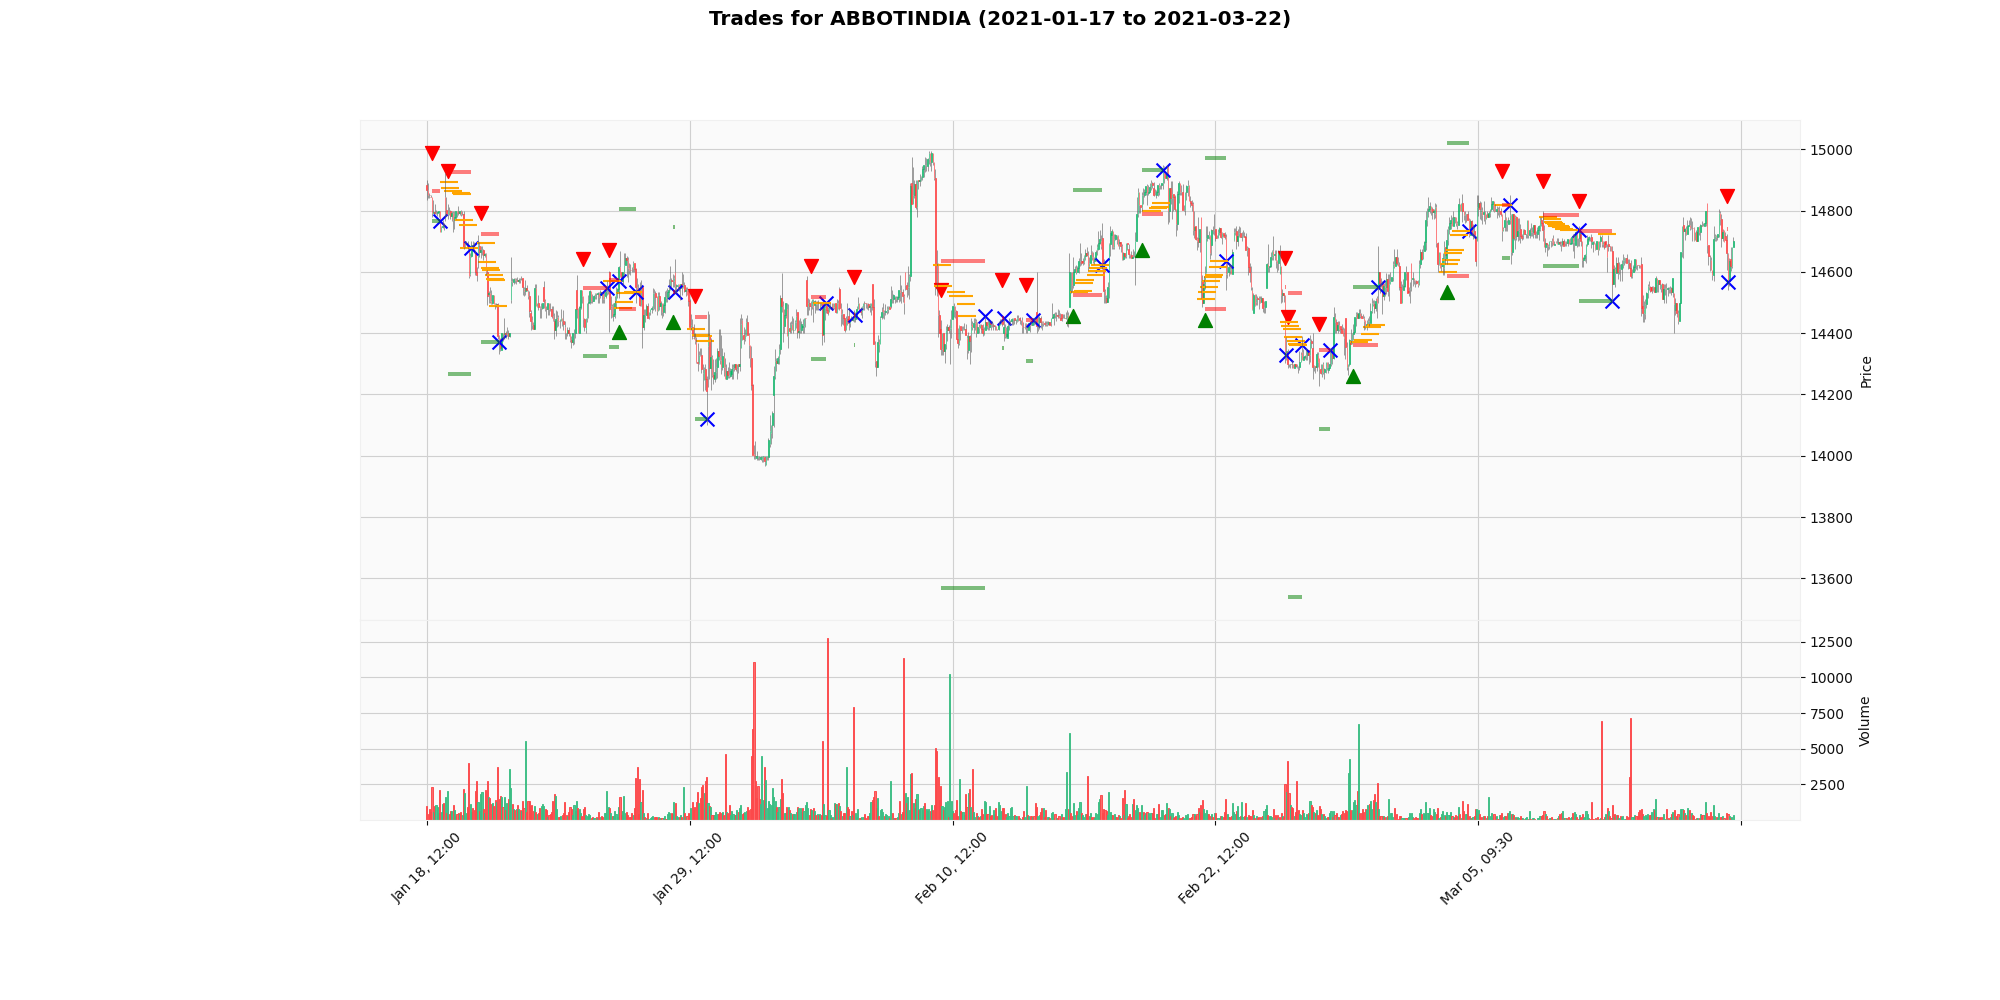 Trades for ABBOTINDIA (2021-01-17 to 2021-03-22)
15000
14800
14600
14400
14200
14000
13800
13600
Price
12500
10000
7500
5000
2500
Volume
Jan 18, 12:00
Jan 29, 12:00
Feb 10, 12:00
Feb 22, 12:00
Mar 05, 09:30